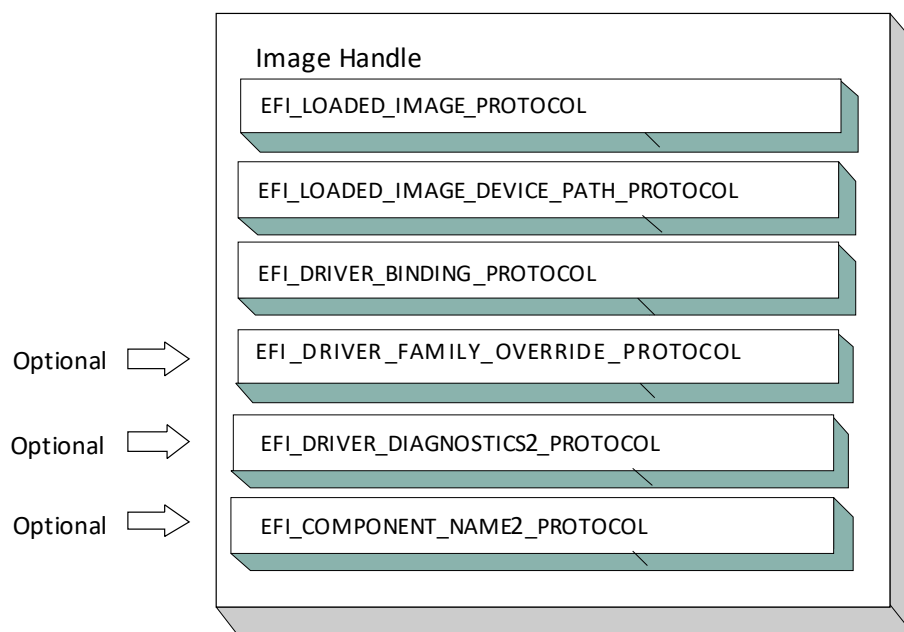 Image Handle
EFI_LOADED_IMAGE_PROTOCOL
EFI_LOADED_IMAGE_DEVICE_PATH_PROTOCOL
EFI_DRIVER_BINDING_PROTOCOL
Optional EFI_DRIVER_FAMILY_OVERRIDE_PROTOCOL
Optional EFI_DRIVER_DIAGNOSTICS2_PROTOCOL
Optional EFI_COMPONENT_NAME2_PROTOCOL